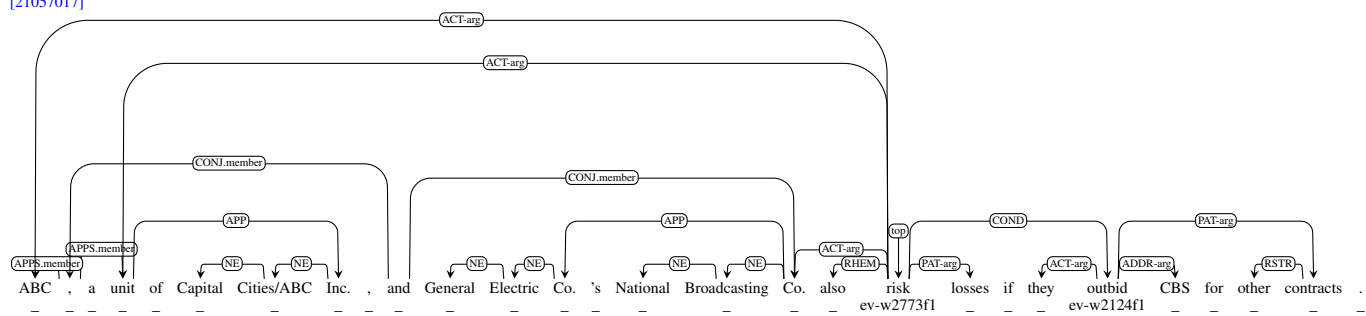 [21057017]
ACT-arg
ACT-arg
CONJ.member
CONJ.member
APP APP COND PAT-arg
top
APPS.member ACT-arg
APPS.member NE NE NE NE NE NE RHEM PAT-arg ACT-arg ADDR-arg RSTR
ABC , a unit of Capital Cities/ABC Inc. , and General Electric Co. 's National Broadcasting Co. also risk losses if they outbid CBS for other contracts .
_ _ _ _ _ _ _ _ _ _ _ _ _ _ _ _ _ _ ev-w2773f1 _ _ _ ev-w2124f1 _ _ _ _ _